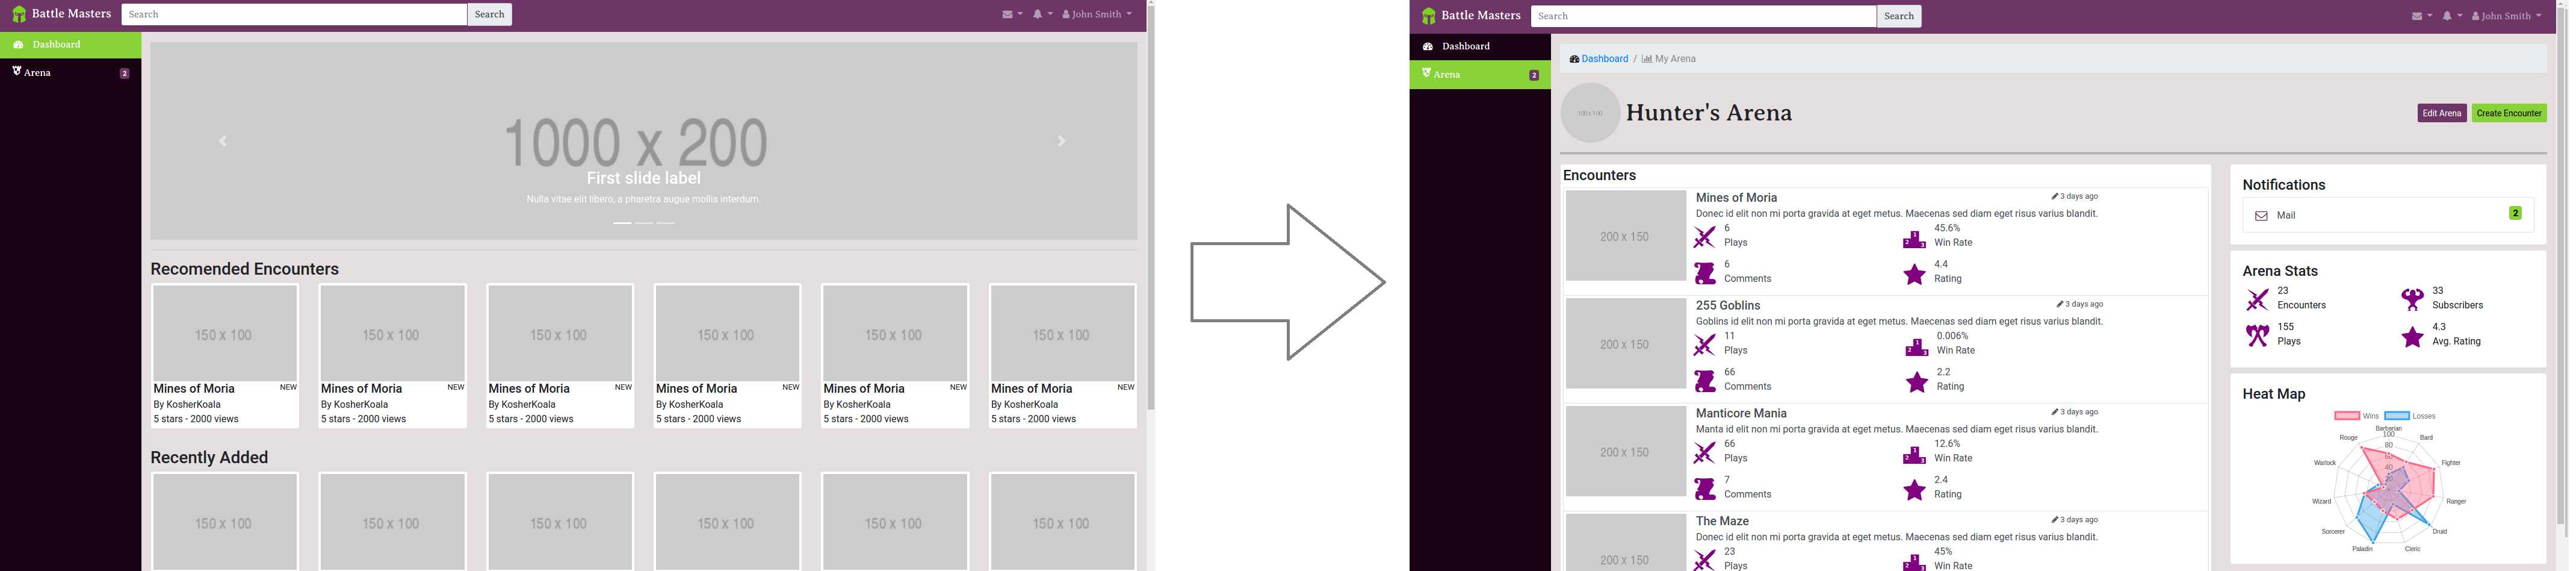 Battle Masters
Search
Search
John Smith
Dashboard
Arena
2
1000 x 200
First slide label
Nulla vitae elit libero, a pharetra augue mollis interdum.
Recomended Encounters
150 x 100 150 x 100 150 x 100 150 x 100 150 x 100 150 x 100
Mines of Moria NEW Mines of Moria NEW Mines of Moria NEW Mines of Moria NEW Mines of Moria NEW Mines of Moria NEW
By KosherKoala By KosherKoala By KosherKoala By KosherKoala By KosherKoala By KosherKoala
5 stars - 2000 views 5 stars - 2000 views 5 stars - 2000 views 5 stars - 2000 views 5 stars - 2000 views 5 stars - 2000 views
Recently Added
150 x 100 150 x 100 150 x 100 150 x 100 150 x 100 150 x 100
Battle Masters
Search
Search
John Smith
Dashboard
Arena
2
Dashboard / My Arena
100 x 100
Hunter's Arena
Edit Arena
Create Encounter
Encounters
200 x 150
Mines of Moria
3 days ago
Donec id elit non mi porta gravida at eget metus. Maecenas sed diam eget risus varius blandit.
6 45.6%
Plays Win Rate
6 4.4
Comments Rating
200 x 150
255 Goblins
3 days ago
Goblins id elit non mi porta gravida at eget metus. Maecenas sed diam eget risus varius blandit.
11 0.006%
Plays Win Rate
66 2.2
Comments Rating
200 x 150
Manticore Mania
3 days ago
Manta id elit non mi porta gravida at eget metus. Maecenas sed diam eget risus varius blandit.
66 12.6%
Plays Win Rate
7 2.4
Comments Rating
200 x 150
The Maze
3 days ago
Donec id elit non mi porta gravida at eget metus. Maecenas sed diam eget risus varius blandit.
23 45%
Plays Win Rate
Notifications
Mail 2
Arena Stats
23 33
Encounters Subscribers
155 4.3
Plays Avg. Rating
Heat Map
Wins Losses
Barbarian
Bard
Fighter
Ranger
Druid
Cleric
Paladin
Sorcerer
Wizard
Warlock
Rouge
100
80
60
40
20